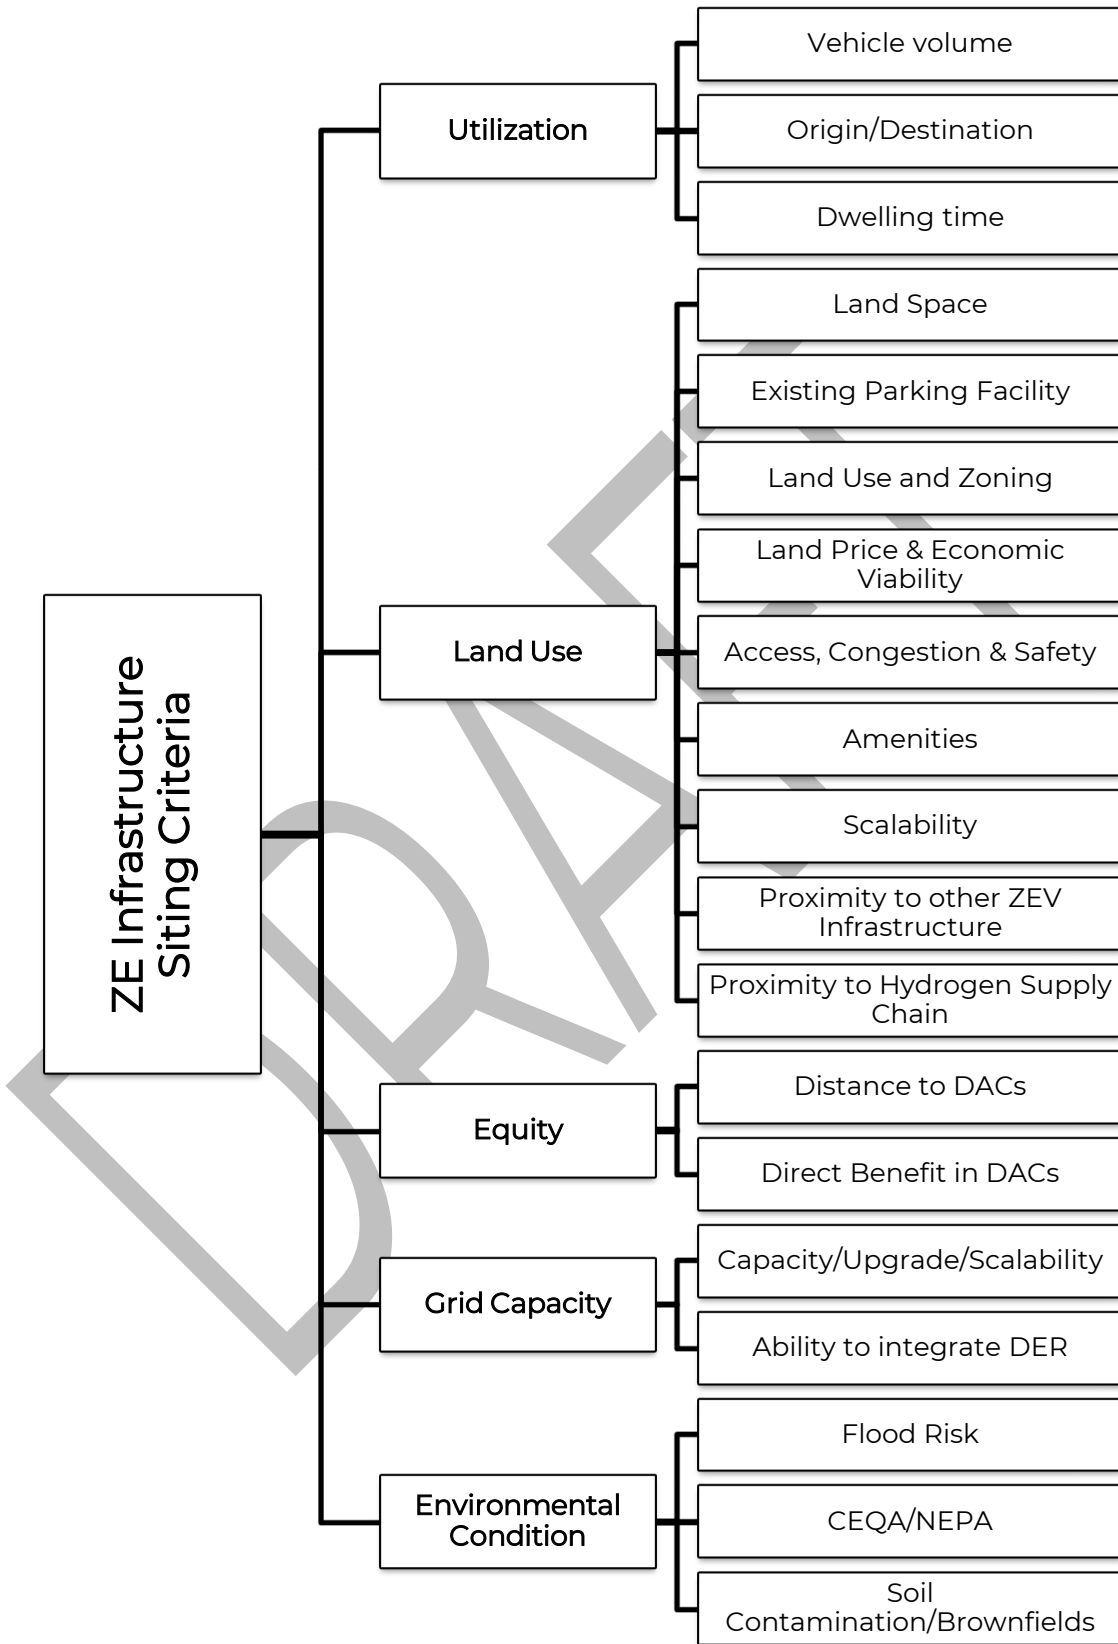 ZE Infrastructure
Siting Criteria
Utilization
Vehicle volume
Origin/Destination
Dwelling time
Land Use
Land Space
Existing Parking Facility
Land Use and Zoning
Land Price & Economic
Viability
Access, Congestion & Safety
Amenities
Scalability
Proximity to other ZEV
Infrastructure
Proximity to Hydrogen Supply
Chain
Equity
Distance to DACs
Direct Benefit in DACs
Grid Capacity
Capacity/Upgrade/Scalability
Ability to integrate DER
Environmental
Condition
Flood Risk
CEQA/NEPA
Soil
Contamination/Brownfields
DRAFT